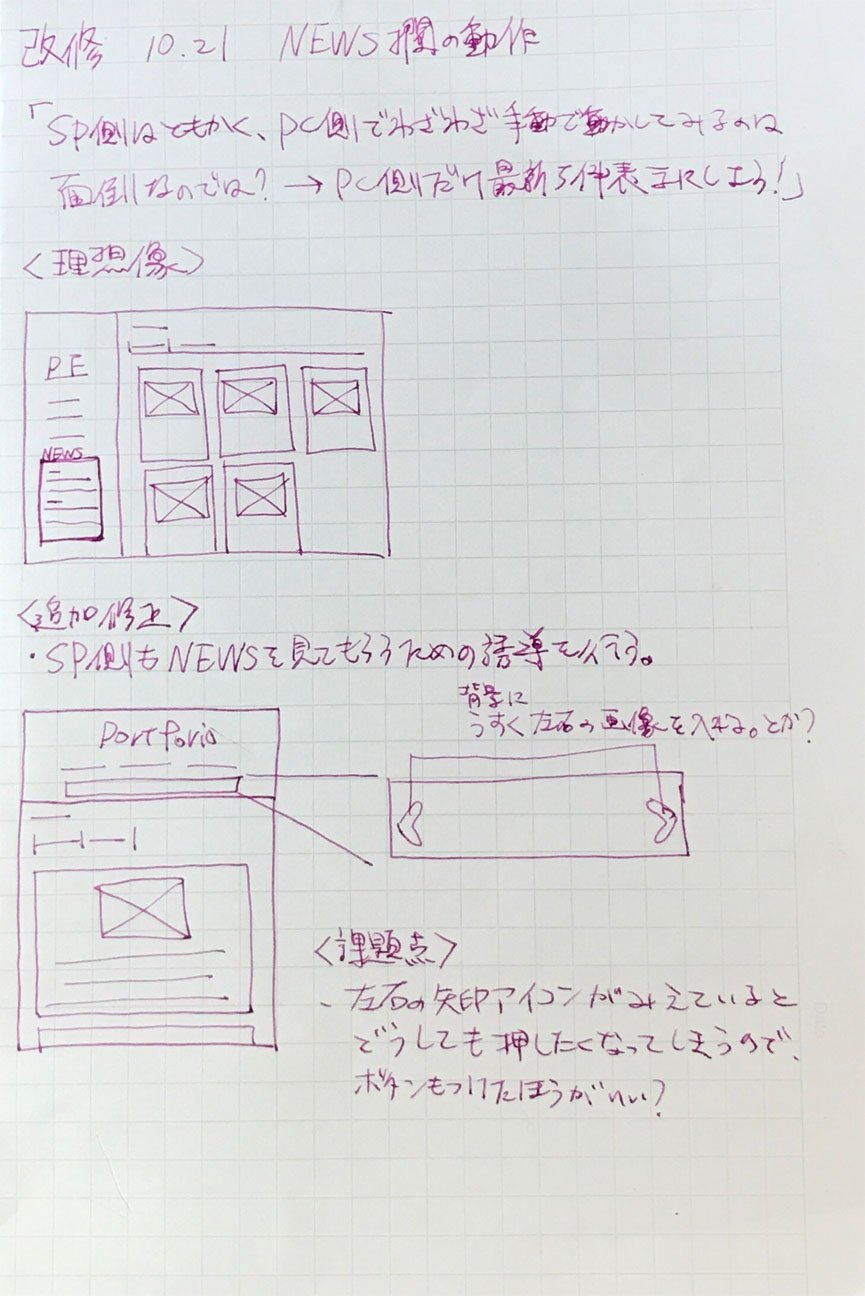 改修 10.21 NEWS欄の動作
「SP側はともかく、PC側でわざわざ手動で動かしてみるのは
面倒なのでは？→PC側だけ最新5件表示にしよう！」
<理想像>
PF
NEWS
<追加修正>
・SP側もNEWSを見てもらうための誘導を行う。
背景に
うすく左右の画像を入れる。とか？
Portforio
<課題点>
・左右の矢印アイコンがみえていると
どうしても押したくなってしまうので、
ボタンもつけたほうがいい？